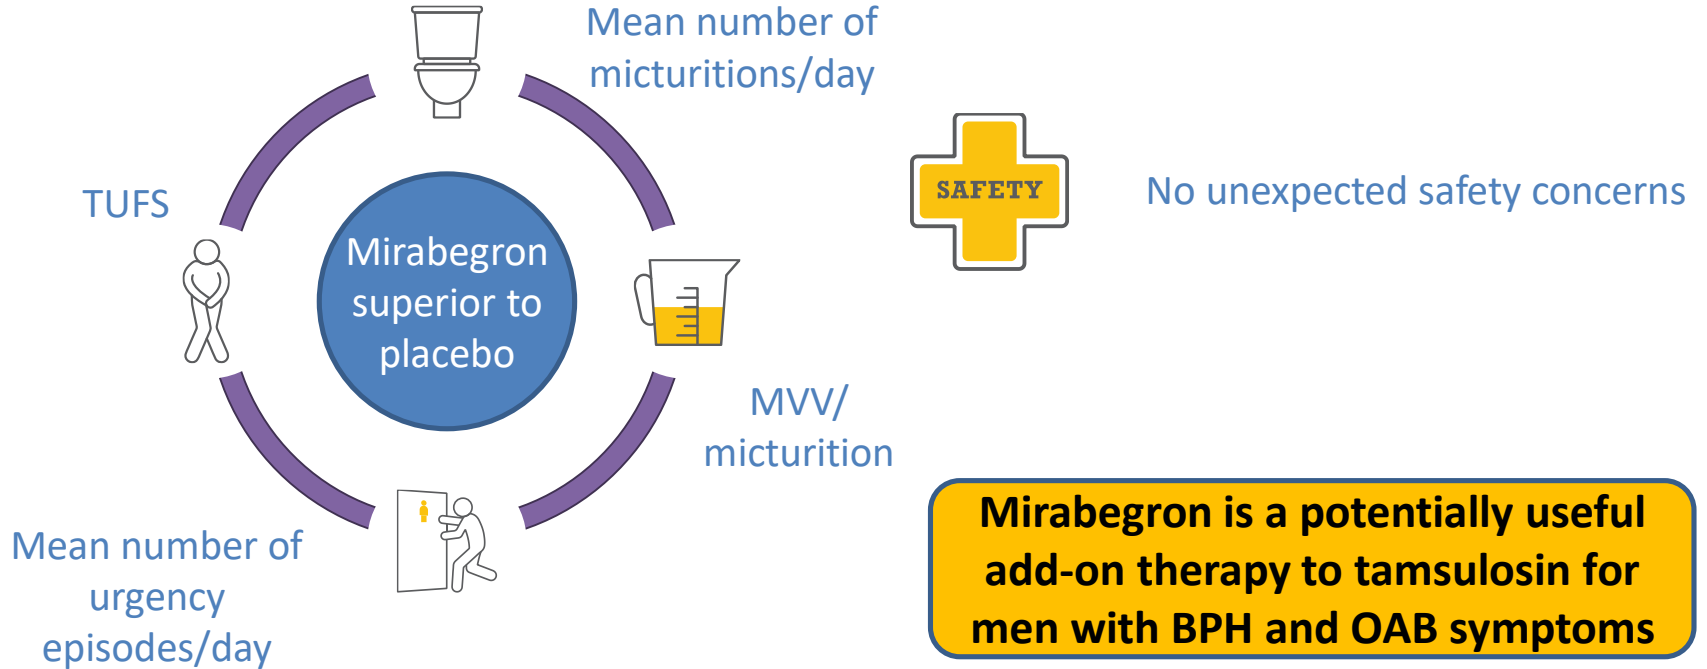 Mean number of
micturitions/day
TUFS
Mirabegron
superior to
placebo
MVV/
micturition
Mean number of
urgency
episodes/day
SAFETY
No unexpected safety concerns
Mirabegron is a potentially useful
add-on therapy to tamsulosin for
men with BPH and OAB symptoms